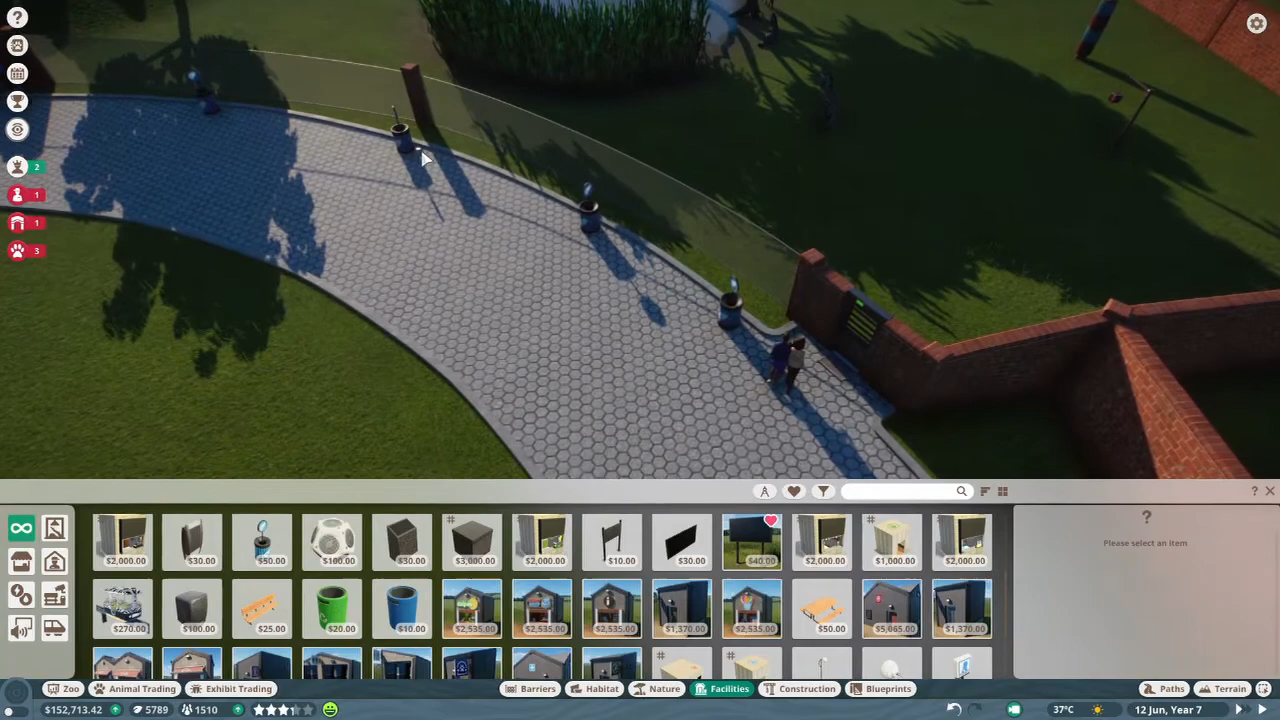 2
1
1
3
$2,000.00 $30.00 $50.00 $100.00 $30.00 $3,000.00 $2,000.00 $10.00 $30.00 $40.00 $2,000.00 $1,000.00 $2,000.00
$270.00 $100.00 $25.00 $20.00 $10.00 $2,535.00 $2,535.00 $2,535.00 $1,370.00 $2,535.00 $50.00 $5,065.00 $1,370.00
?
Please select an item
Zoo Animal Trading Exhibit Trading Barriers Habitat Nature Facilities Construction Blueprints Paths Terrain
$152,713.42 5789 1510 37°C 12 Jun, Year 7